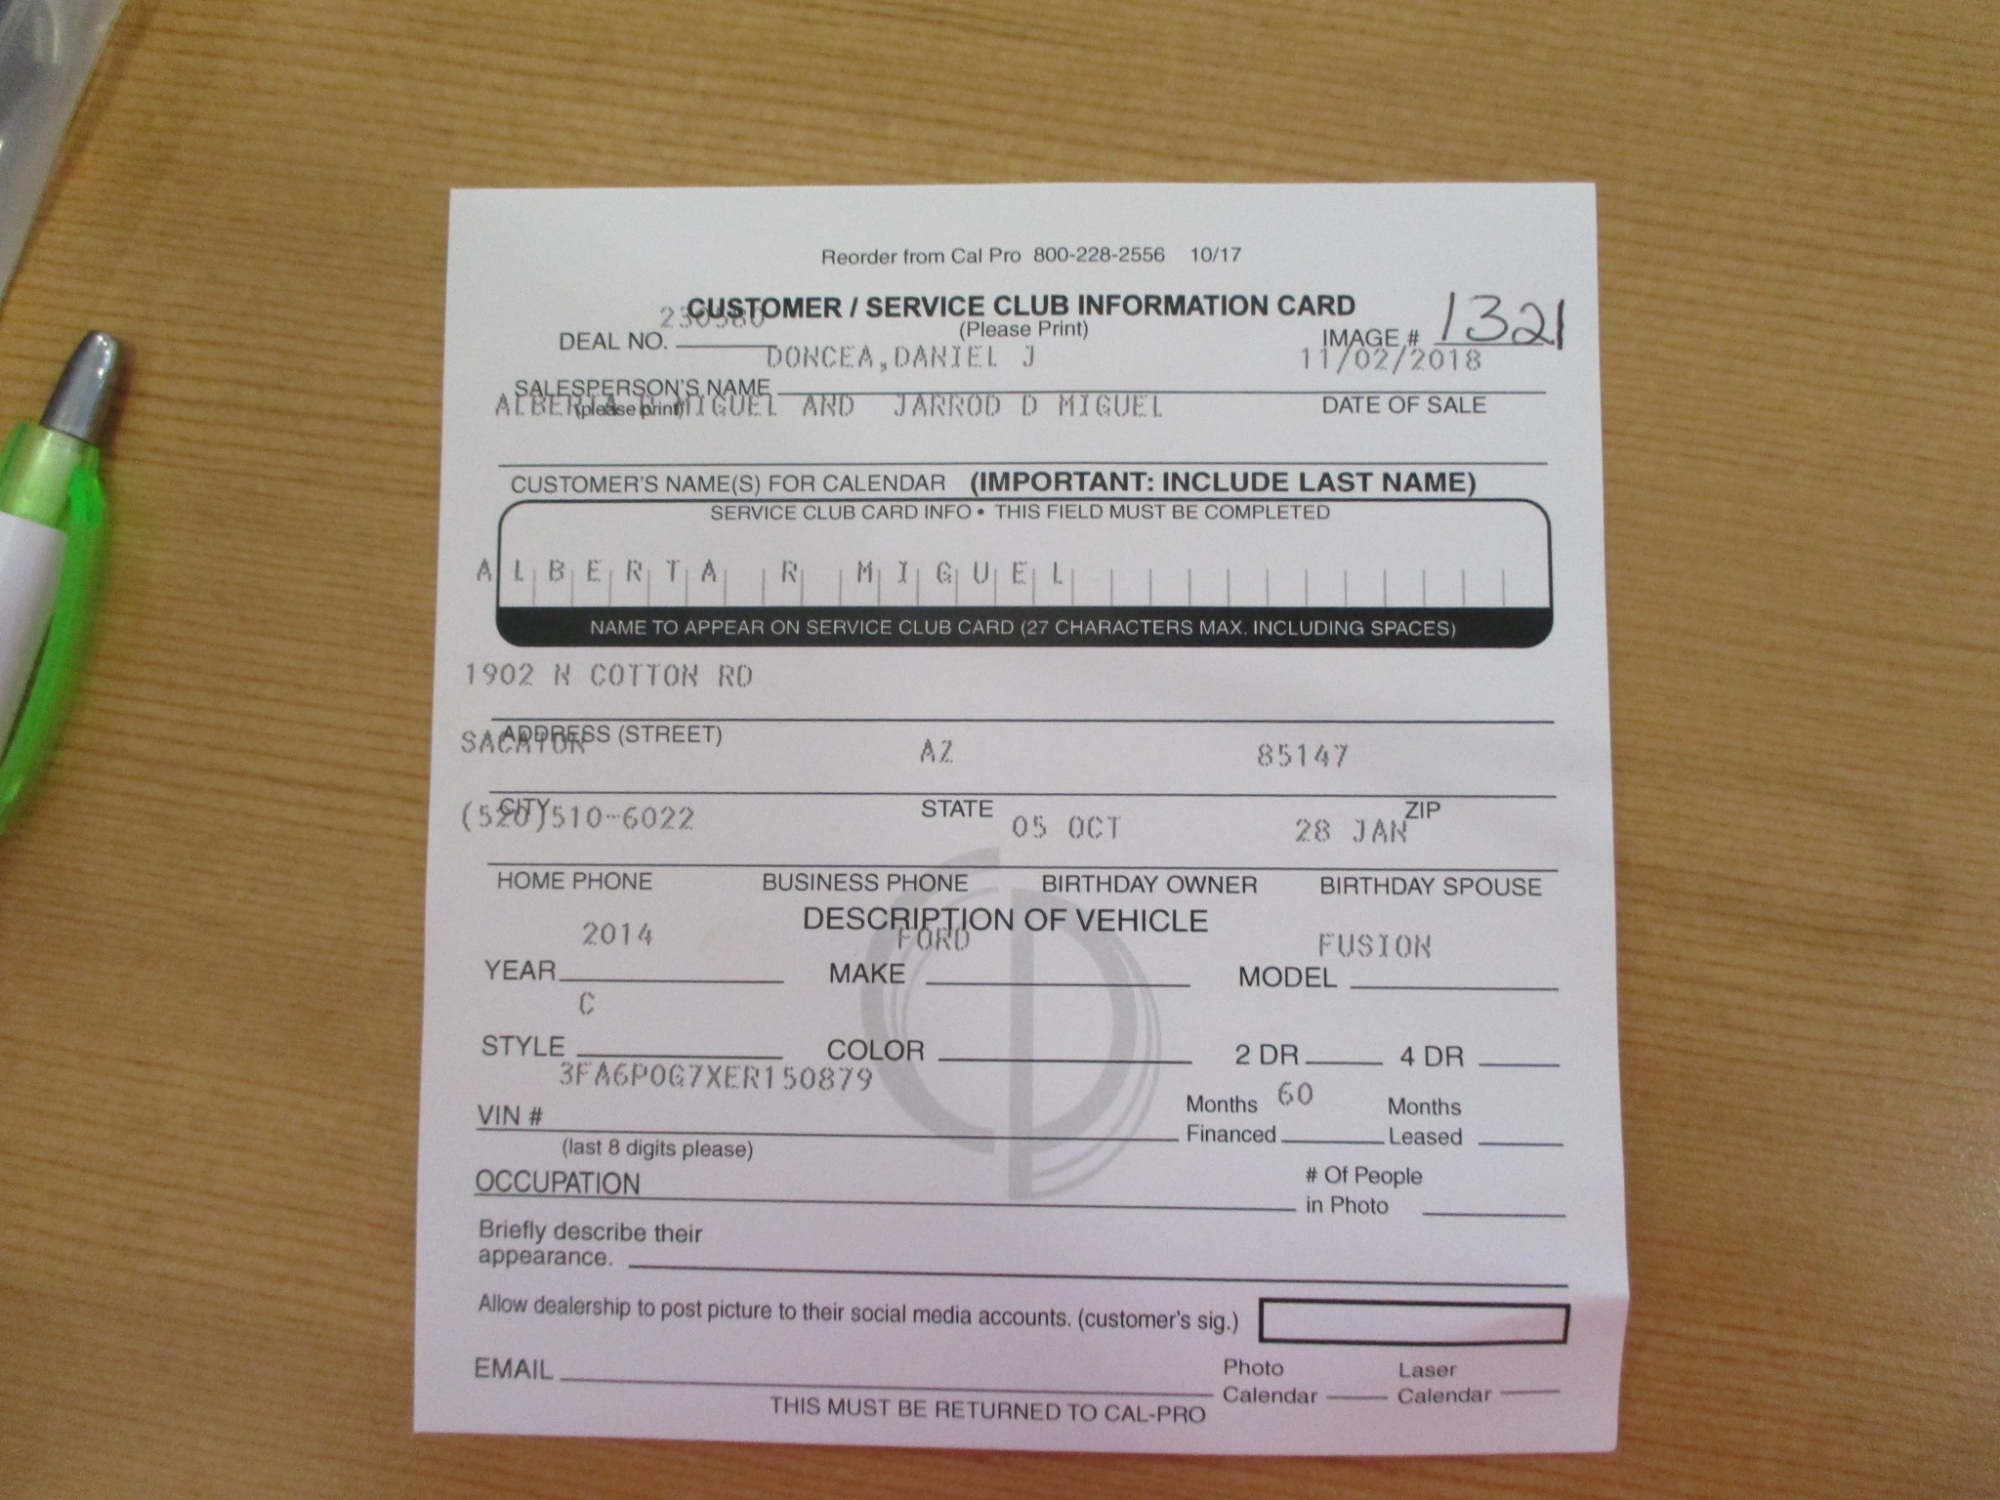 Reorder from Cal Pro 800-228-2556 10/17
CUSTOMER / SERVICE CLUB INFORMATION CARD
(Please Print)
DEAL NO. IMAGE # 1321
DONCEA,DANIEL J 11/02/2018
SALESPERSON'S NAME
(please print) DATE OF SALE
ALBERTA R MIGUEL AND JARROD D MIGUEL
CUSTOMER'S NAME(S) FOR CALENDAR (IMPORTANT: INCLUDE LAST NAME)
SERVICE CLUB CARD INFO • THIS FIELD MUST BE COMPLETED
ALBERTA R MIGUEL
NAME TO APPEAR ON SERVICE CLUB CARD (27 CHARACTERS MAX. INCLUDING SPACES)
1902 N COTTON RD
ADDRESS (STREET)
SACATON AZ 85147
CITY STATE ZIP
(520)510-6022 05 OCT 28 JAN
HOME PHONE BUSINESS PHONE BIRTHDAY OWNER BIRTHDAY SPOUSE
DESCRIPTION OF VEHICLE
2014 FORD FUSION
YEAR MAKE MODEL
C
STYLE COLOR 2 DR 4 DR
3FA6P0G7XER150879
VIN # Months Financed 60 Months Leased
(last 8 digits please)
OCCUPATION # Of People in Photo
Briefly describe their
appearance.
Allow dealership to post picture to their social media accounts. (customer's sig.)
EMAIL Photo Calendar Laser Calendar
THIS MUST BE RETURNED TO CAL-PRO